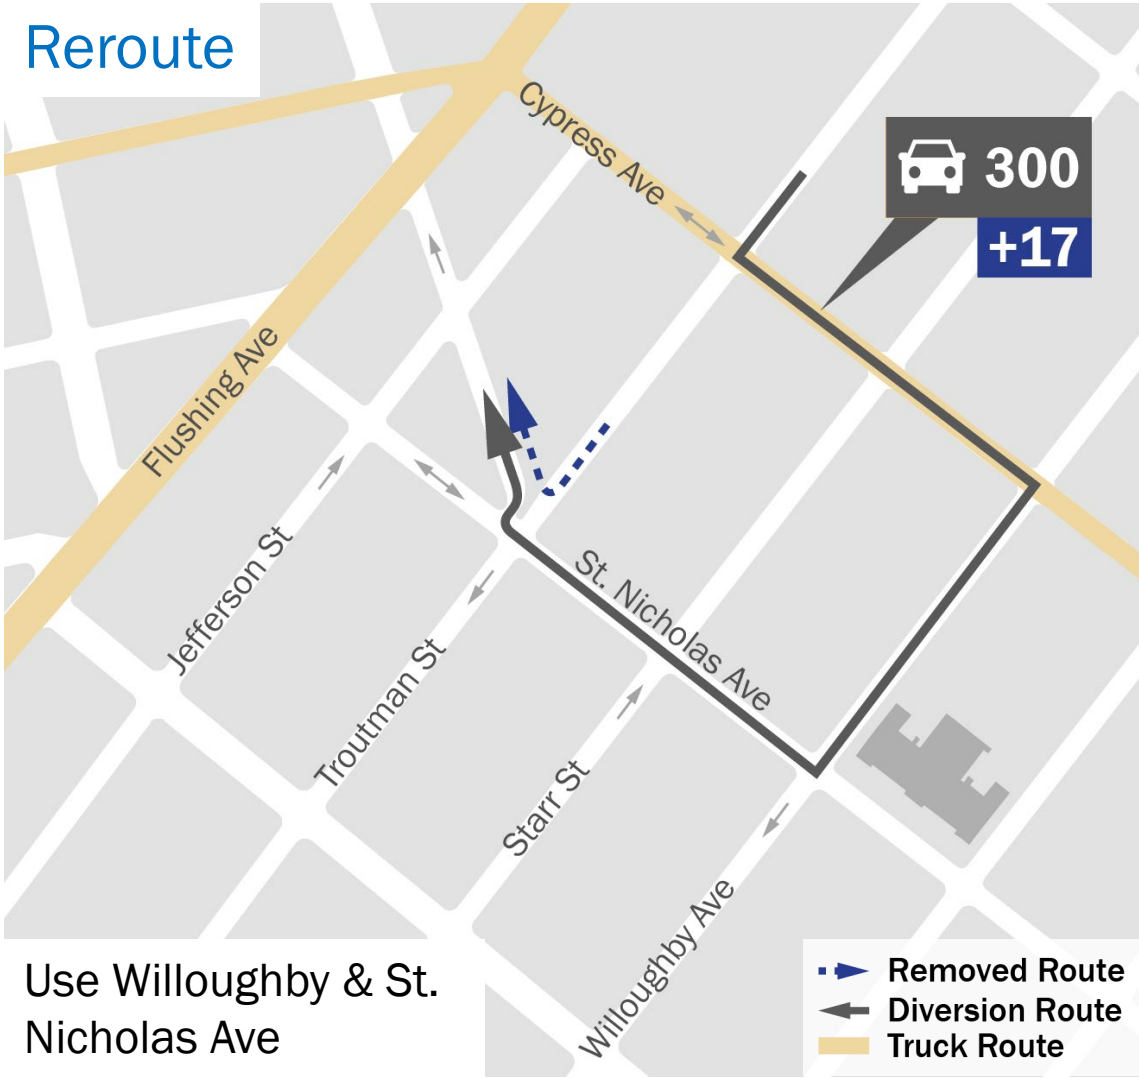 Reroute
Cypress Ave
300
+17
Flushing Ave
Jefferson St
St. Nicholas Ave
Troutman St
Starr St
Willoughby Ave
Use Willoughby & St.
Nicholas Ave
Removed Route
Diversion Route
Truck Route